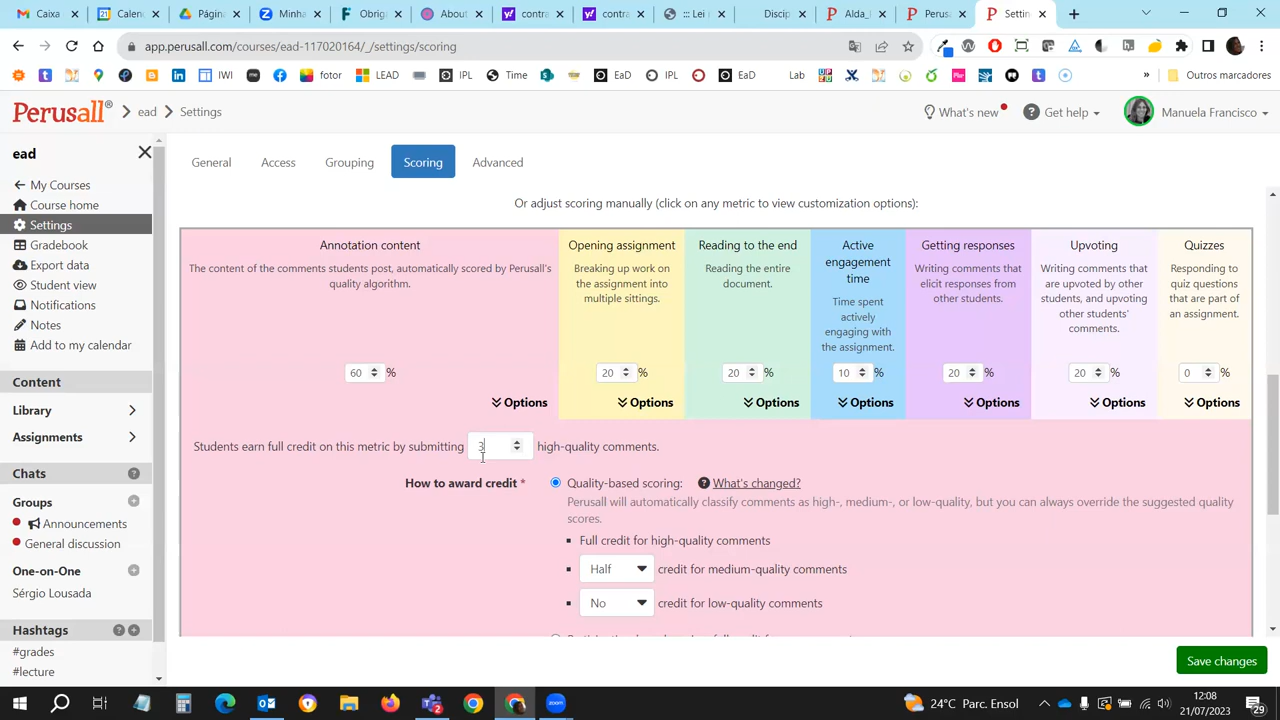 Calen
Página
21
Calend
Minha
Obrig
About
contra
contra
::: Lei r
Discip
Alda_I
Perus
Settin
app.perusall.com/courses/ead-117020164/_/settings/scoring
IWI
fotor
LEAD
IPL
Time
EaD
IPL
EaD
Lab
Outros marcadores
Perusall®
ead
Settings
What's new
Get help
Manuela Francisco
ead
My Courses
Course home
Settings
Gradebook
Export data
Student view
Notifications
Notes
Add to my calendar
Content
Library
Assignments
Chats
Groups
Announcements
General discussion
One-on-One
Sérgio Lousada
Hashtags
#grades
#lecture
General Access Grouping Scoring Advanced
Or adjust scoring manually (click on any metric to view customization options):
Annotation content
The content of the comments students post, automatically scored by Perusall's
quality algorithm.
60 %
Options
Opening assignment
Breaking up work on
the assignment into
multiple sittings.
20 %
Options
Reading to the end
Reading the entire
document.
20 %
Options
Active
engagement
time
Time spent
actively
engaging with
the assignment.
10 %
Options
Getting responses
Writing comments that
elicit responses from
other students.
20 %
Options
Upvoting
Writing comments that
are upvoted by other
students, and upvoting
other students'
comments.
20 %
Options
Quizzes
Responding to
quiz questions
that are part of
an assignment.
0 %
Options
Students earn full credit on this metric by submitting 3 high-quality comments.
How to award credit *
Quality-based scoring: What's changed?
Perusall will automatically classify comments as high-, medium-, or low-quality, but you can always override the suggested quality
scores.
Full credit for high-quality comments
Half credit for medium-quality comments
No credit for low-quality comments
Save changes
24°C Parc. Ensol
12:08
21/07/2023
29